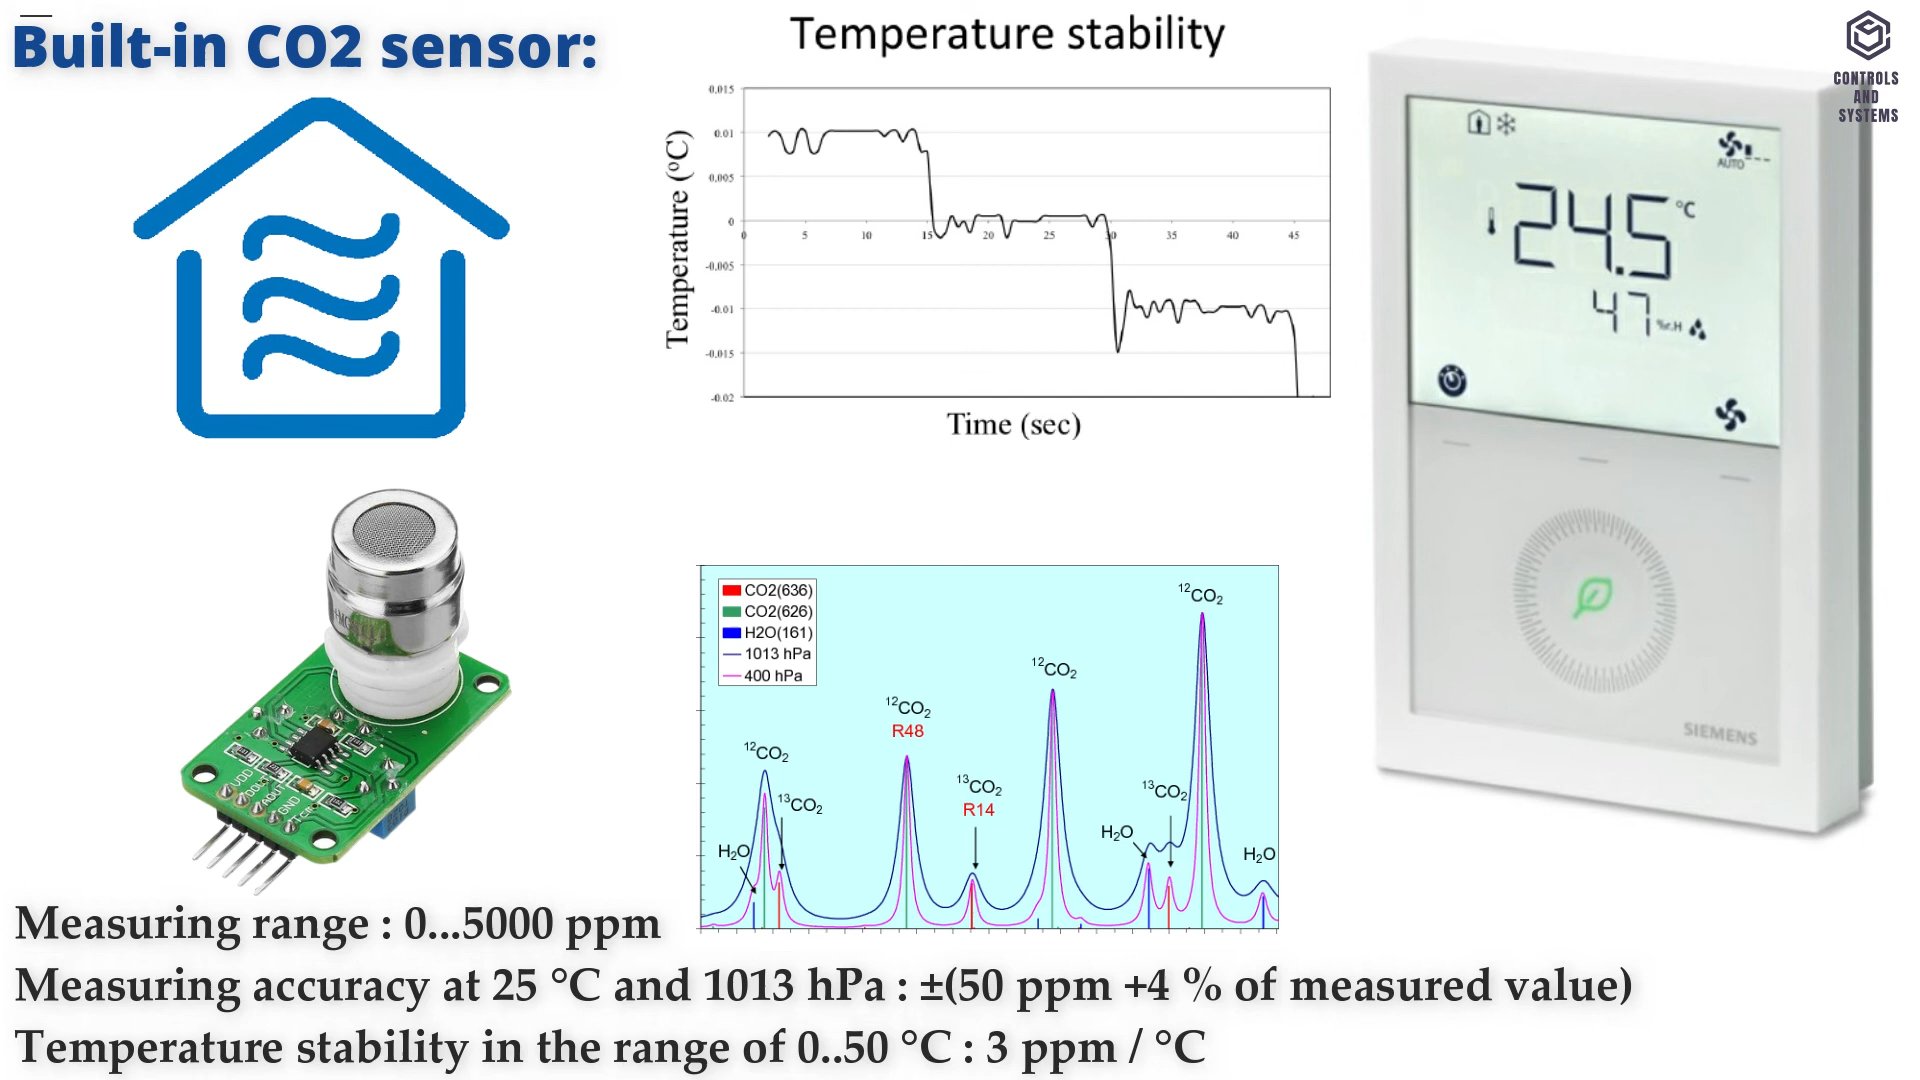 Built-in CO2 sensor:
Temperature stability
CONTROLS
AND
SYSTEMS
Temperature (°C)
0.015
0.01
0.005
0
-0.005
-0.01
-0.015
-0.02
0 5 10 15 20 25 30 35 40 45
Time (sec)
AUTO
24.5 °C
47 %r.H
SIEMENS
VDD
DOUT
AOUT
GND
CO2(636)
CO2(626)
H2O(161)
1013 hPa
400 hPa
¹²CO₂
¹³CO₂
H₂O
¹²CO₂
R48
¹³CO₂
R14
¹²CO₂
H₂O
¹³CO₂
¹²CO₂
H₂O
Measuring range : 0...5000 ppm
Measuring accuracy at 25 °C and 1013 hPa : ±(50 ppm +4 % of measured value)
Temperature stability in the range of 0..50 °C : 3 ppm / °C